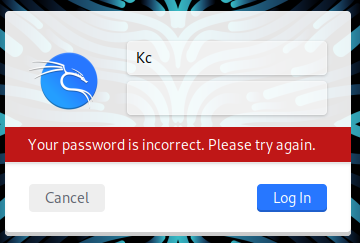 Kc
Your password is incorrect. Please try again.
Cancel
Log In